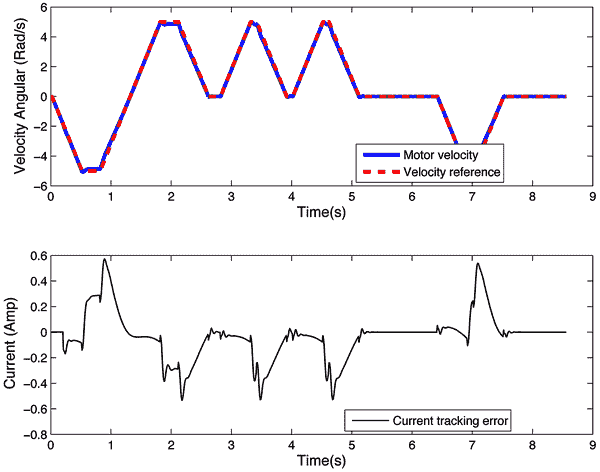 Velocity Angular (Rad/s)
6
4
2
0
−2
−4
−6
Motor velocity
Velocity reference
0 1 2 3 4 5 6 7 8 9
Time(s)
Current (Amp)
0.6
0.4
0.2
0
−0.2
−0.4
−0.6
−0.8
Current tracking error
0 1 2 3 4 5 6 7 8 9
Time(s)